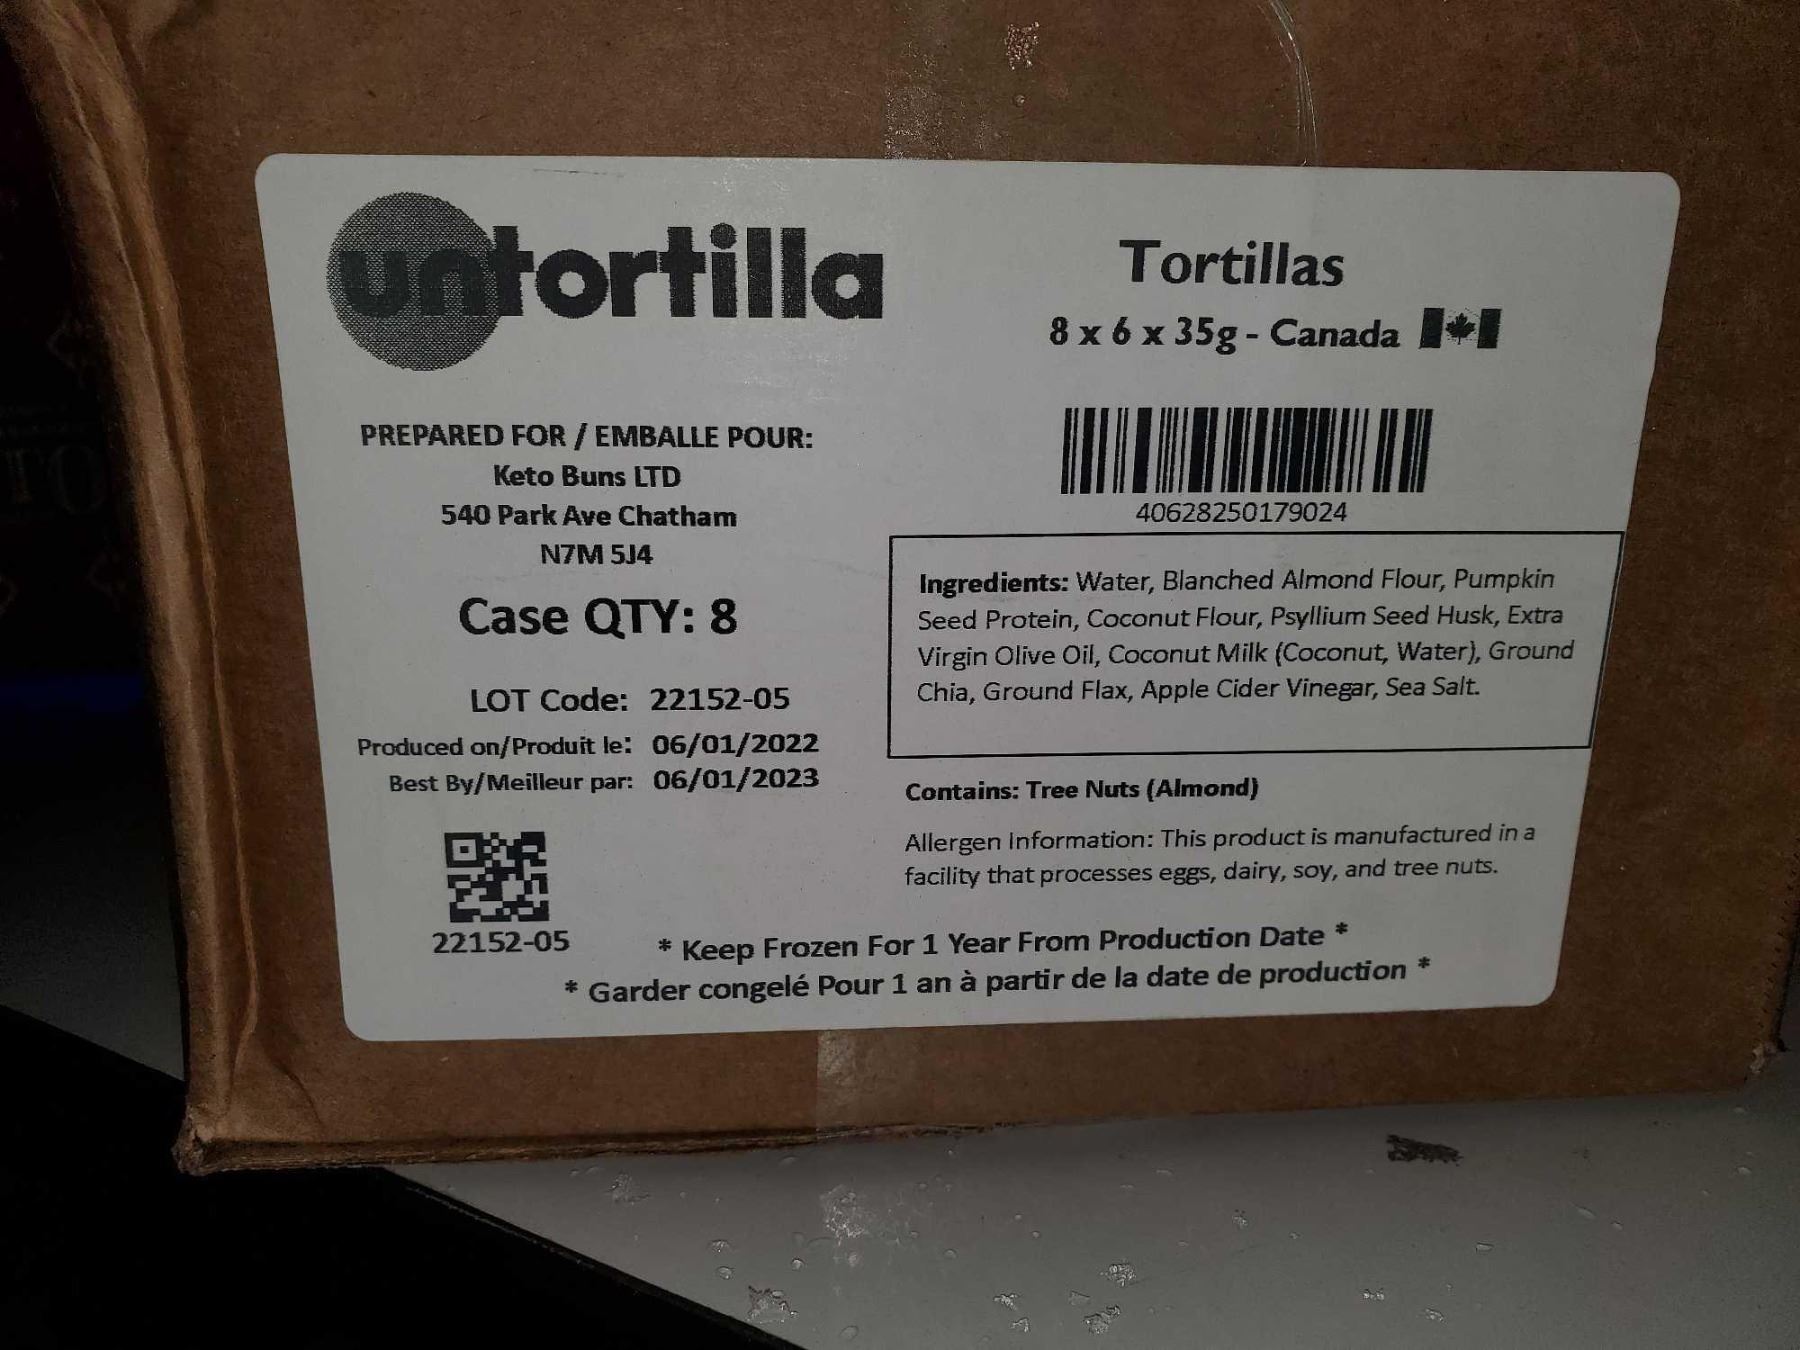 untortilla
PREPARED FOR / EMBALLE POUR:
Keto Buns LTD
540 Park Ave Chatham
N7M 5J4
Case QTY: 8
LOT Code: 22152-05
Produced on/Produit le: 06/01/2022
Best By/Meilleur par: 06/01/2023
22152-05
Tortillas
8 x 6 x 35g - Canada
40628250179024
Ingredients: Water, Blanched Almond Flour, Pumpkin
Seed Protein, Coconut Flour, Psyllium Seed Husk, Extra
Virgin Olive Oil, Coconut Milk (Coconut, Water), Ground
Chia, Ground Flax, Apple Cider Vinegar, Sea Salt.
Contains: Tree Nuts (Almond)
Allergen Information: This product is manufactured in a
facility that processes eggs, dairy, soy, and tree nuts.
* Keep Frozen For 1 Year From Production Date *
* Garder congelé Pour 1 an à partir de la date de production *